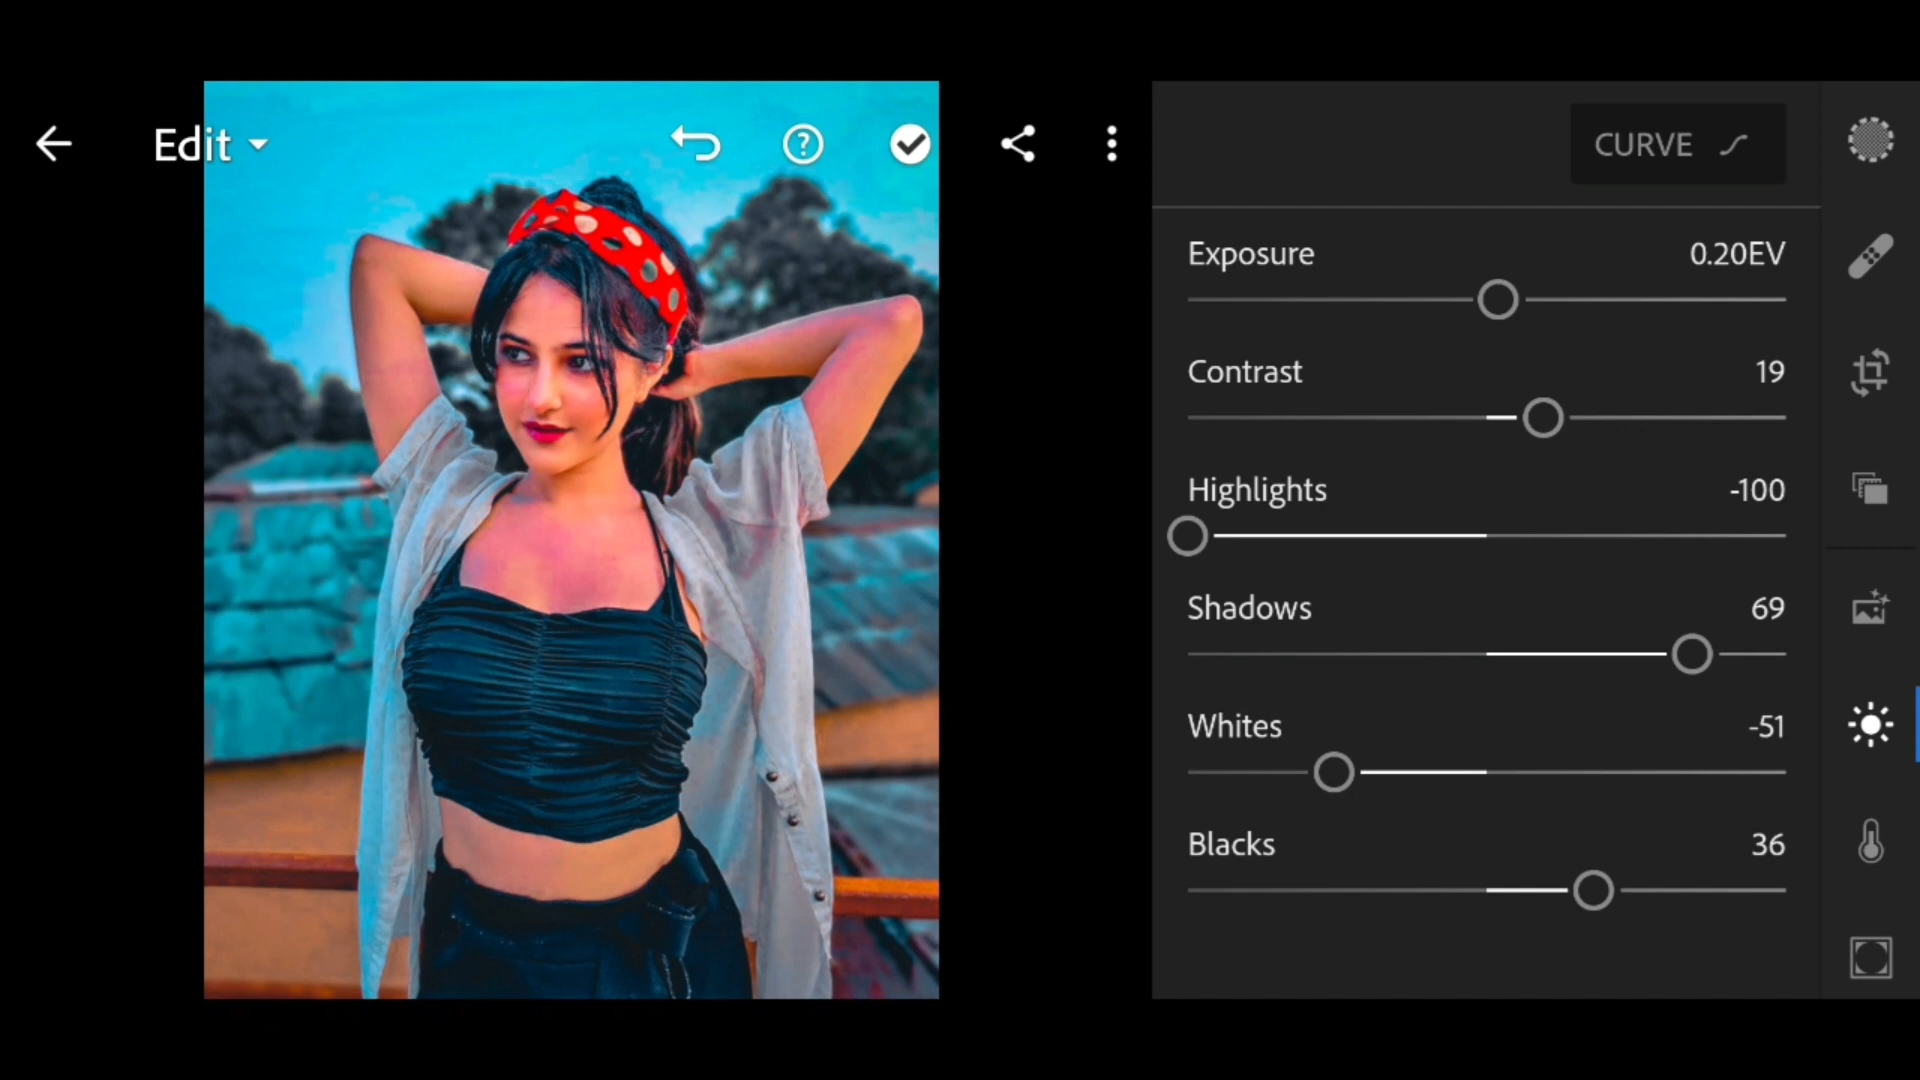 Edit
CURVE
Exposure 0.20EV
Contrast 19
Highlights -100
Shadows 69
Whites -51
Blacks 36